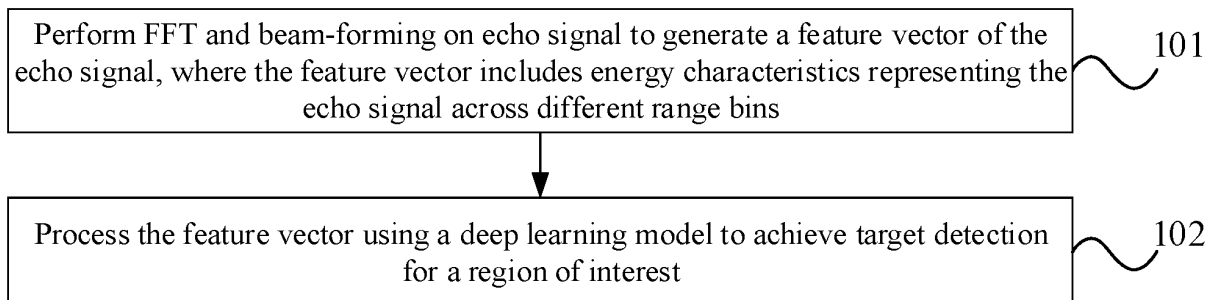 Perform FFT and beam-forming on echo signal to generate a feature vector of the
echo signal, where the feature vector includes energy characteristics representing the
echo signal across different range bins
101
Process the feature vector using a deep learning model to achieve target detection
for a region of interest
102